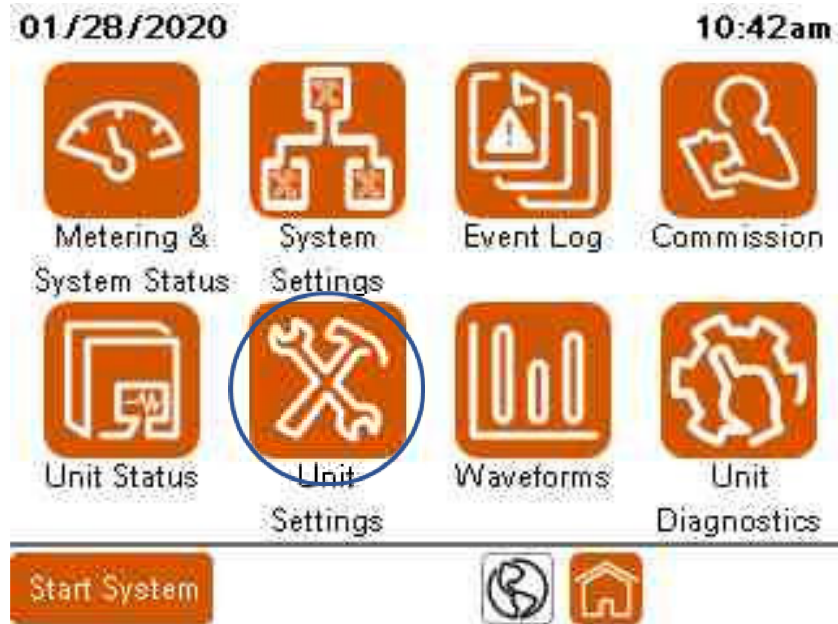 01/28/2020 10:42am
Metering & System Event Log Commission
System Status Settings
Unit Status Unit Waveforms Unit
Settings Diagnostics
Start System